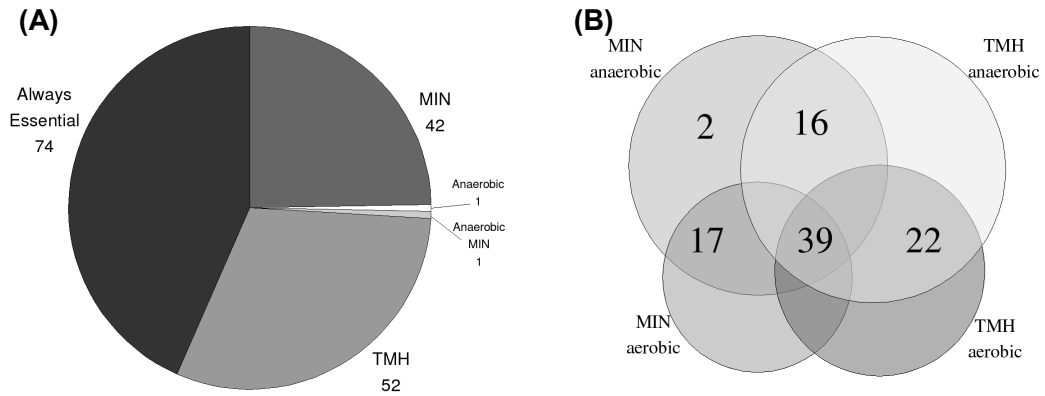 (A)
Always
Essential
74
MIN
42
Anaerobic
1
Anaerobic
MIN
1
TMH
52
(B)
MIN
anaerobic
TMH
anaerobic
2
16
17
39
22
MIN
aerobic
TMH
aerobic